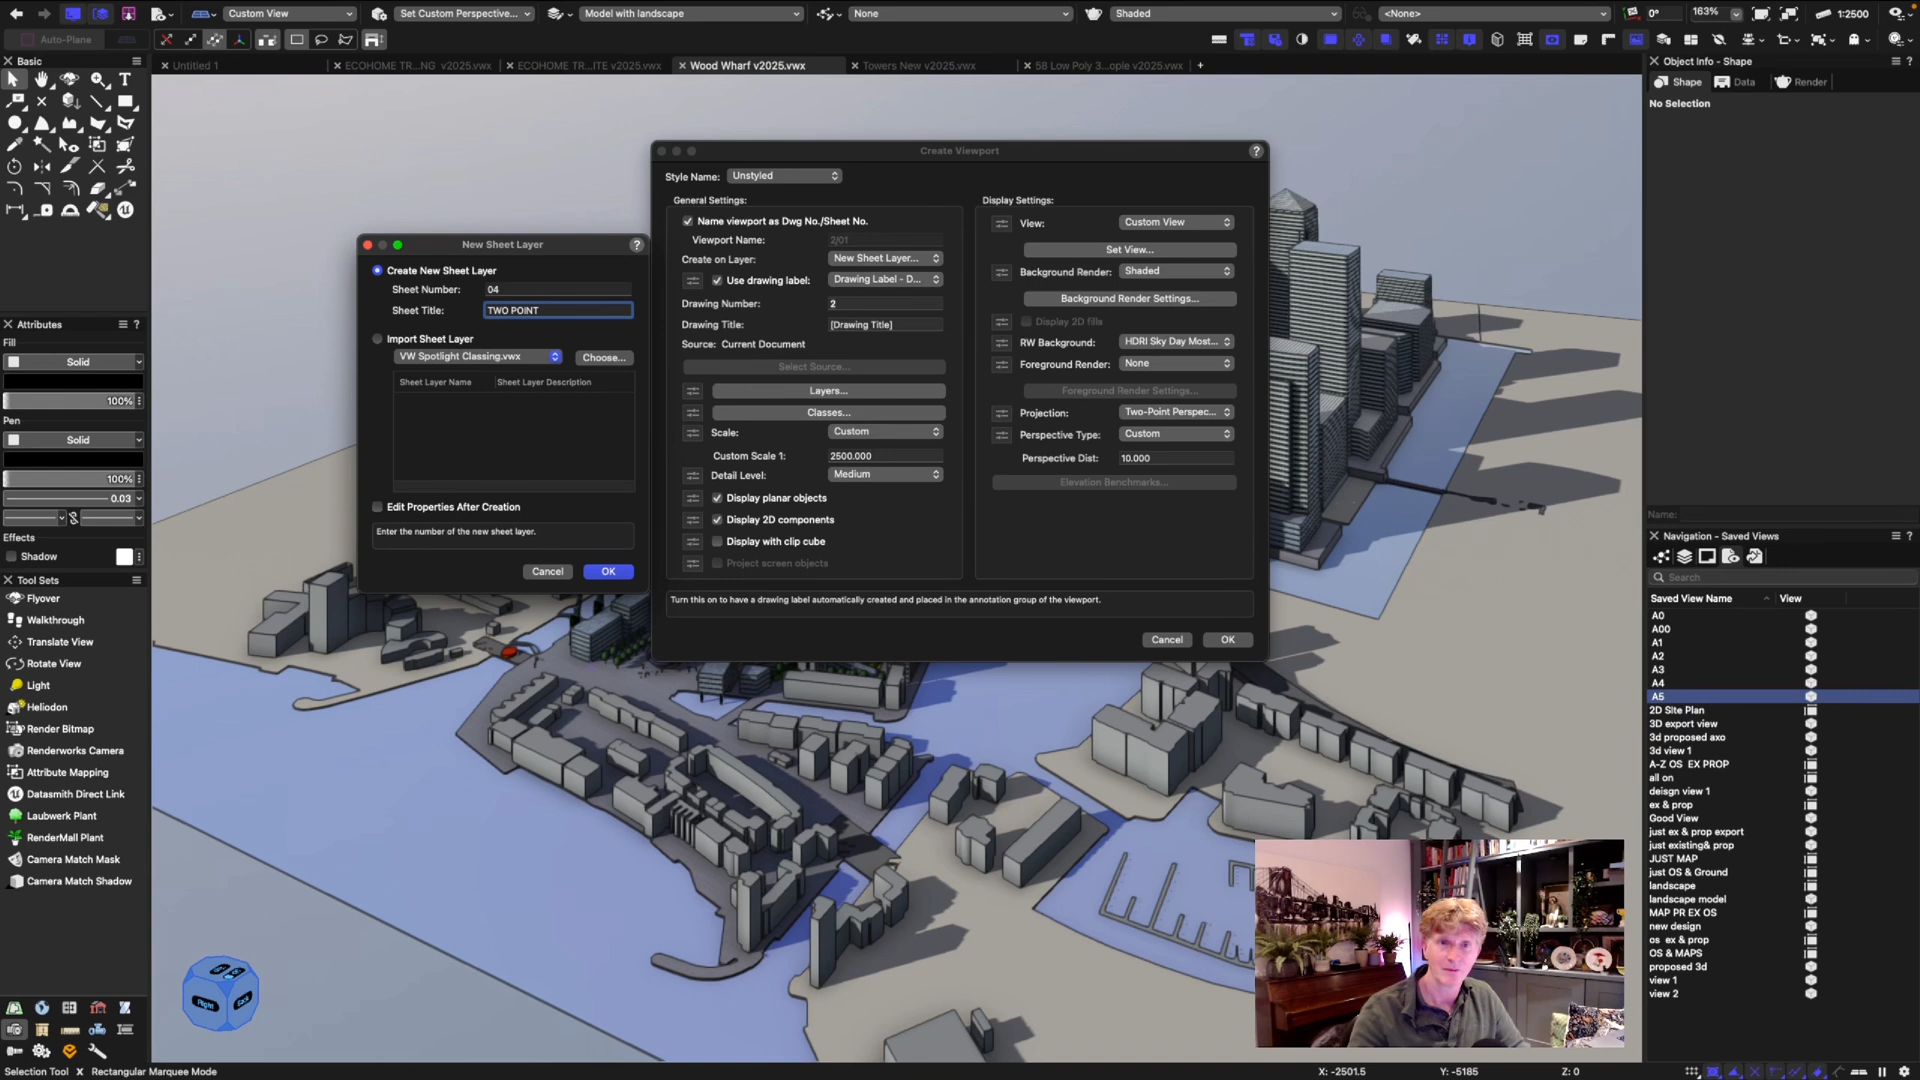 Custom View
Set Custom Perspective...
Model with landscape
None
Shaded
<None>
0°
163%
1:2500
Auto-Plane
Basic
Untitled 1
ECOHOME TR...NG v2025.vwx
ECOHOME TR...ITE v2025.vwx
Wood Wharf v2025.vwx
Towers New v2025.vwx
58 Low Poly 3...ople v2025.vwx
Object Info - Shape
Shape
Data
Render
No Selection
Name:
Attributes
Fill
Solid
100%
Pen
Solid
100%
0.03
Effects
Shadow
Tool Sets
Flyover
Walkthrough
Translate View
Rotate View
Light
Heliodon
Render Bitmap
Renderworks Camera
Attribute Mapping
Datasmith Direct Link
Laubwerk Plant
RenderMall Plant
Camera Match Mask
Camera Match Shadow
New Sheet Layer
Create New Sheet Layer
Sheet Number: 04
Sheet Title: TWO POINT
Import Sheet Layer
VW Spotlight Classing.vwx
Choose...
Sheet Layer Name
Sheet Layer Description
Edit Properties After Creation
Enter the number of the new sheet layer.
Cancel
OK
Create Viewport
Style Name: Unstyled
General Settings:
Name viewport as Dwg No./Sheet No.
Viewport Name: 2/01
Create on Layer: New Sheet Layer...
Use drawing label: Drawing Label - D...
Drawing Number: 2
Drawing Title: [Drawing Title]
Source: Current Document
Select Source...
Layers...
Classes...
Scale: Custom
Custom Scale 1: 2500.000
Detail Level: Medium
Display planar objects
Display 2D components
Display with clip cube
Project screen objects
Display Settings:
View: Custom View
Set View...
Background Render: Shaded
Background Render Settings...
Display 2D fills
RW Background: HDRI Sky Day Most...
Foreground Render: None
Foreground Render Settings...
Projection: Two-Point Perspec...
Perspective Type: Custom
Perspective Dist: 10.000
Elevation Benchmarks...
Turn this on to have a drawing label automatically created and placed in the annotation group of the viewport.
Cancel
OK
Navigation - Saved Views
Search
Saved View Name
View
A0
A00
A1
A2
A3
A4
A5
2D Site Plan
3D export view
3d proposed axo
3d view 1
A-Z OS EX PROP
all on
deisgn view 1
ex & prop
Good View
just ex & prop export
just existing& prop
JUST MAP
just OS & Ground
landscape
landscape model
MAP PR EX OS
new design
os ex & prop
OS & MAPS
proposed 3d
view 1
view 2
Right
Back
Selection Tool
Rectangular Marquee Mode
X: -2501.5
Y: -5185
Z: 0